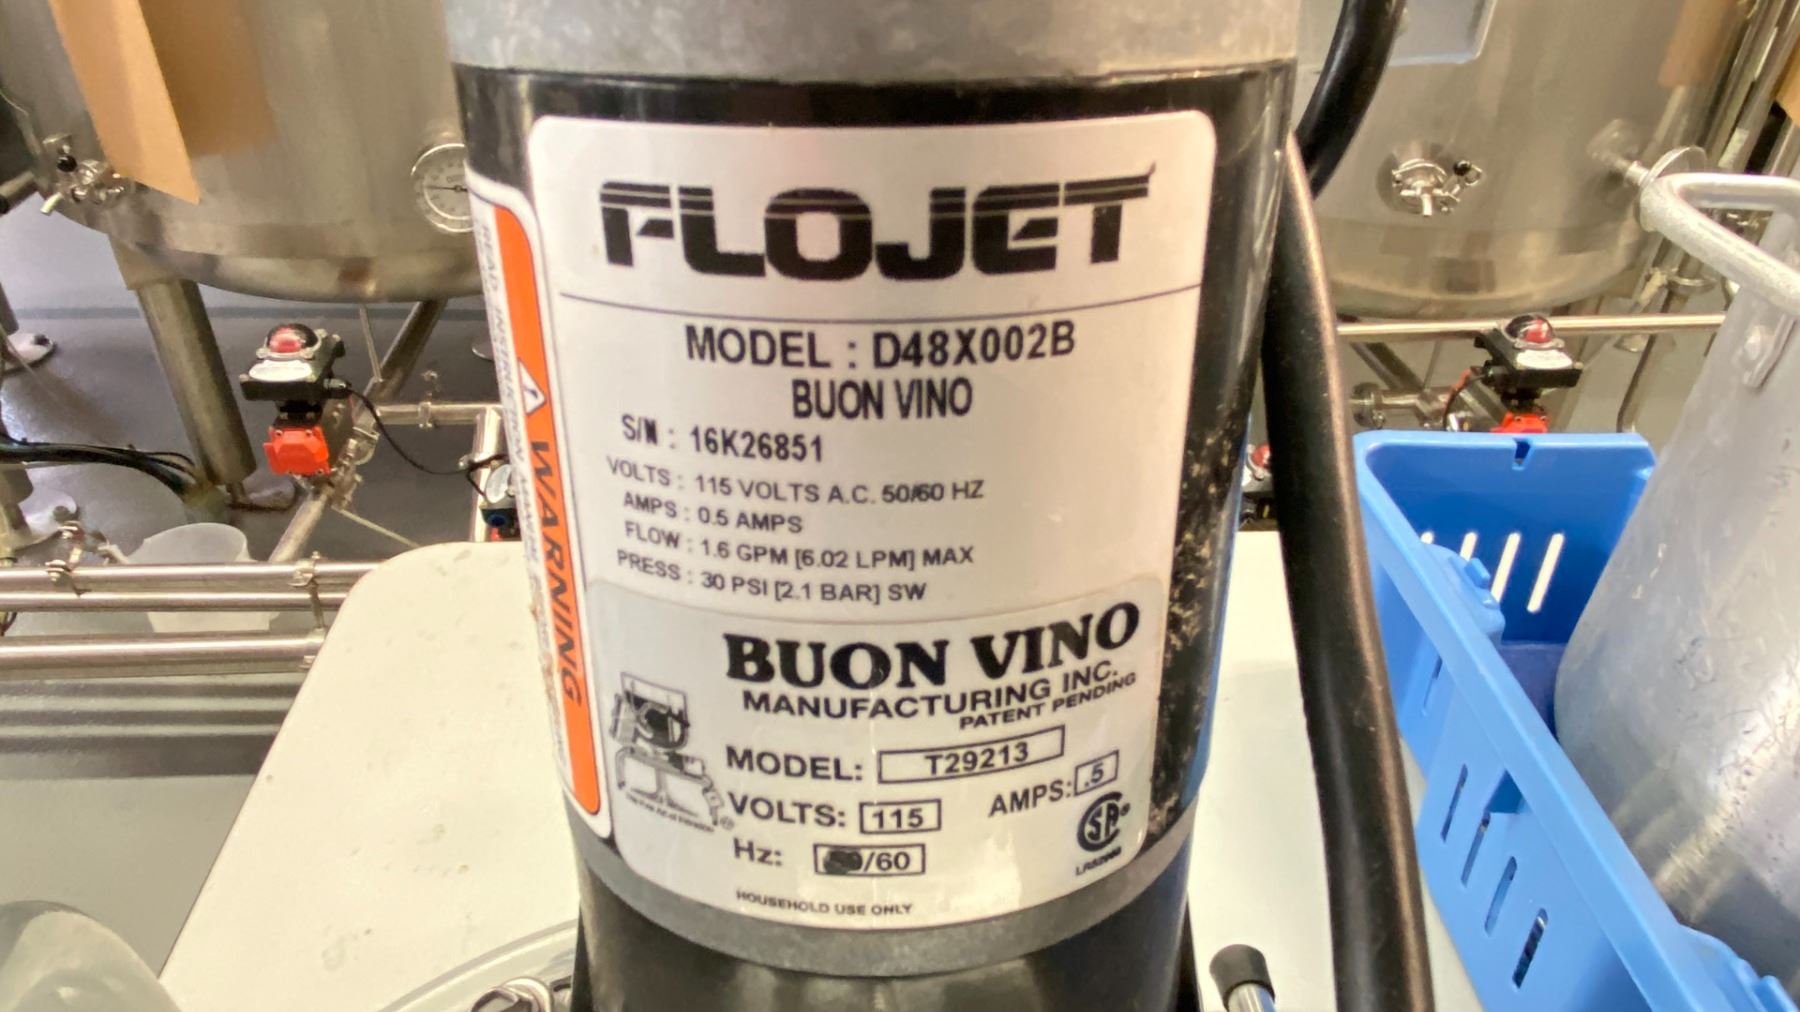 FLOJET
MODEL : D48X002B
BUON VINO
S/N : 16K26851
VOLTS : 115 VOLTS A.C. 50/60 HZ
AMPS : 0.5 AMPS
FLOW : 1.6 GPM [6.02 LPM] MAX
PRESS : 30 PSI [2.1 BAR] SW
BUON VINO
MANUFACTURING INC.
PATENT PENDING
MODEL: T29213
VOLTS: 115 AMPS: .5
Hz: /60
HOUSEHOLD USE ONLY
WARNING
READ INSTRUCTION